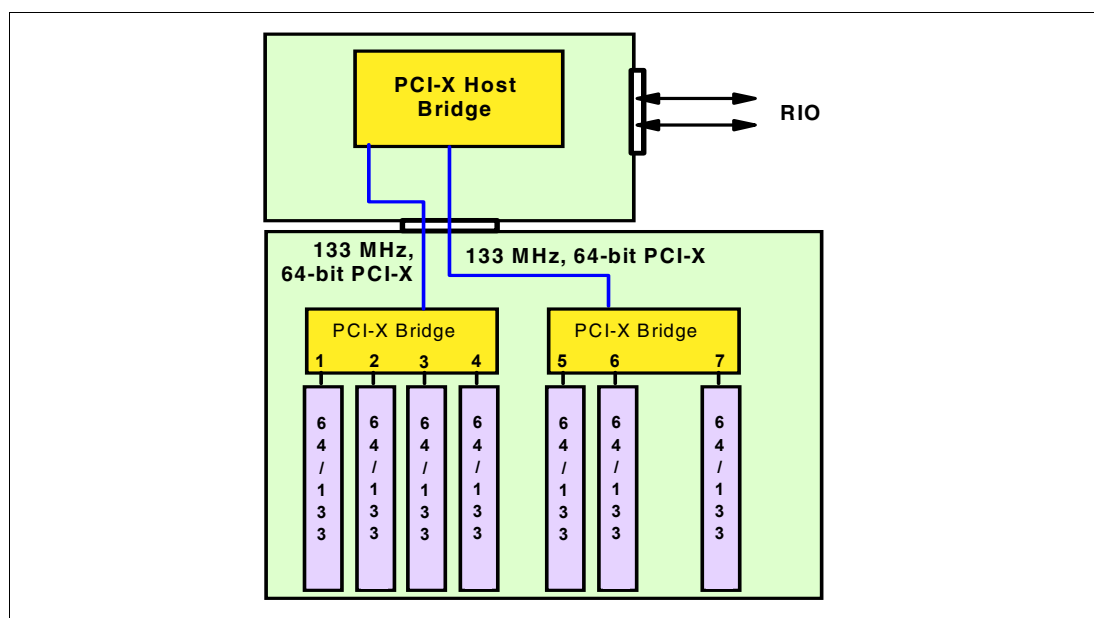 PCI-X Host
Bridge
RIO
133 MHz,
64-bit PCI-X
133 MHz, 64-bit PCI-X
PCI-X Bridge
1 2 3 4
PCI-X Bridge
5 6 7
64/133
64/133
64/133
64/133
64/133
64/133
64/133